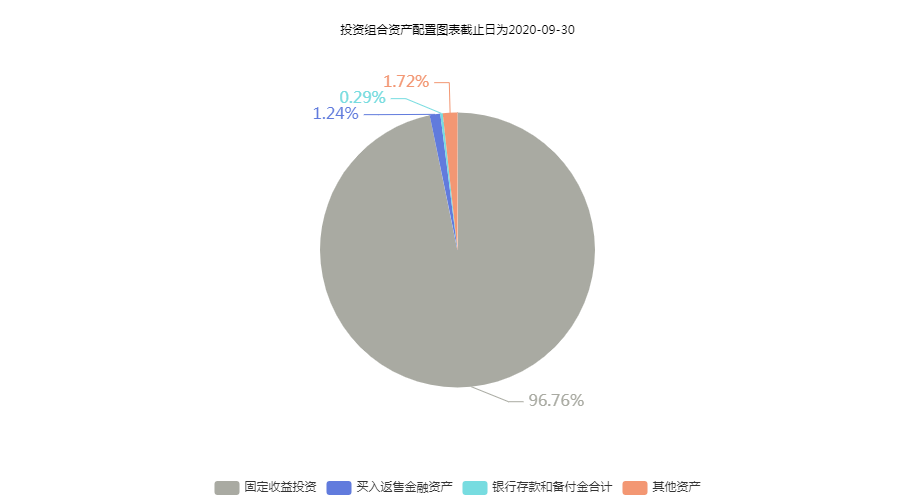 投资组合资产配置图表截止日为2020-09-30
1.72%
0.29%
1.24%
96.76%
固定收益投资 买入返售金融资产 银行存款和备付金合计 其他资产